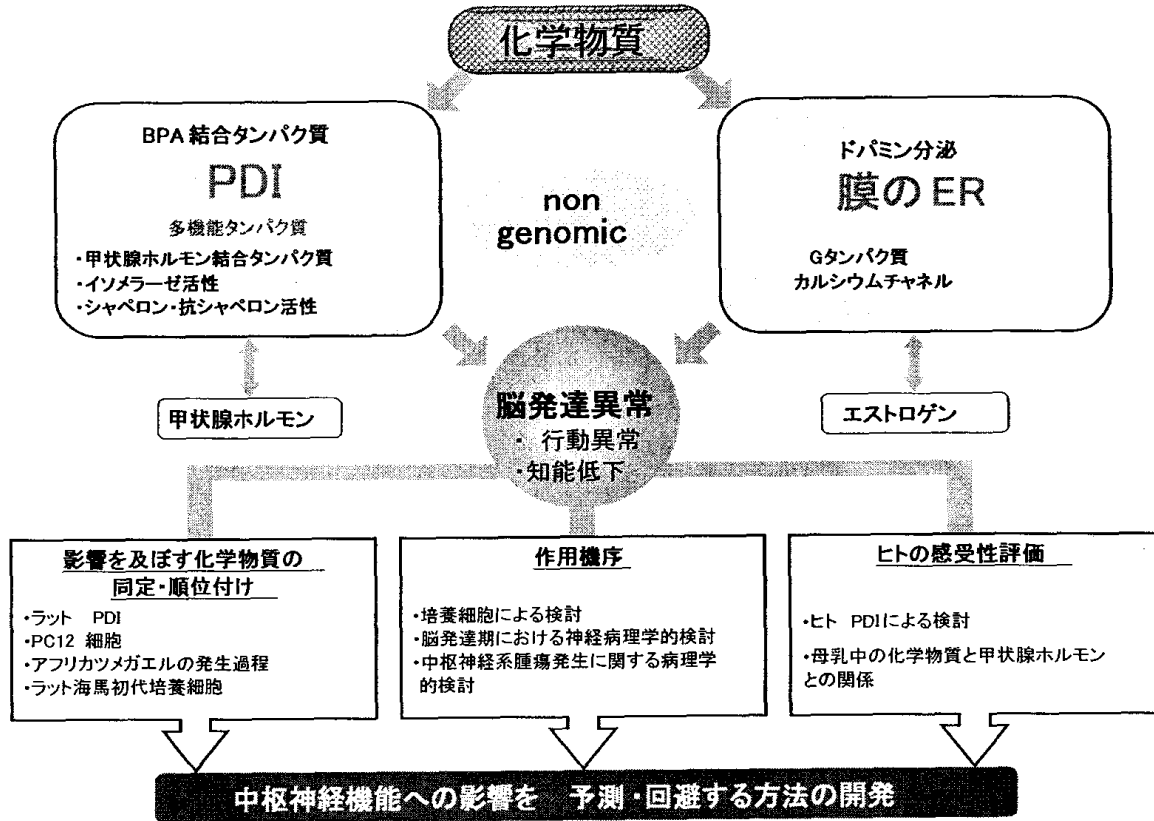 化学物質
BPA 結合タンパク質
PDI
多機能タンパク質
・甲状腺ホルモン結合タンパク質
・イソメラーゼ活性
・シャペロン・抗シャペロン活性
non
genomic
ドパミン分泌
膜の ER
Gタンパク質
カルシウムチャネル
甲状腺ホルモン
エストロゲン
脳発達異常
・ 行動異常
・知能低下
影響を及ぼす化学物質の
同定・順位付け
・ラット PDI
・PC12 細胞
・アフリカツメガエルの発生過程
・ラット海馬初代培養細胞
作用機序
・培養細胞による検討
・脳発達期における神経病理学的検討
・中枢神経系腫瘍発生に関する病理学
的検討
ヒトの感受性評価
・ヒト PDIによる検討
・母乳中の化学物質と甲状腺ホルモン
との関係
中枢神経機能への影響を 予測・回避する方法の開発